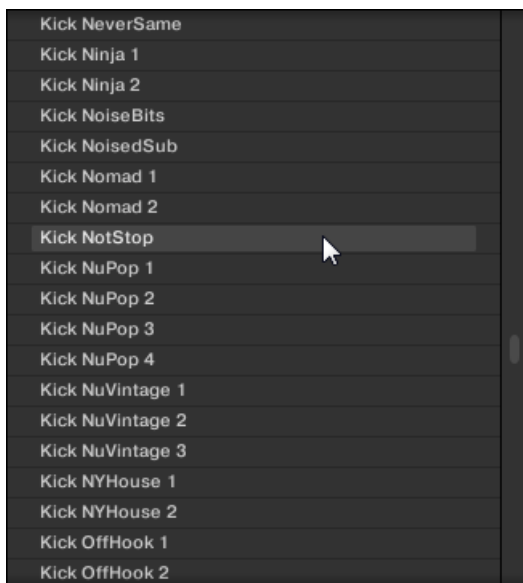 Kick NeverSame
Kick Ninja 1
Kick Ninja 2
Kick NoiseBits
Kick NoisedSub
Kick Nomad 1
Kick Nomad 2
Kick NotStop
Kick NuPop 1
Kick NuPop 2
Kick NuPop 3
Kick NuPop 4
Kick NuVintage 1
Kick NuVintage 2
Kick NuVintage 3
Kick NYHouse 1
Kick NYHouse 2
Kick OffHook 1
Kick OffHook 2